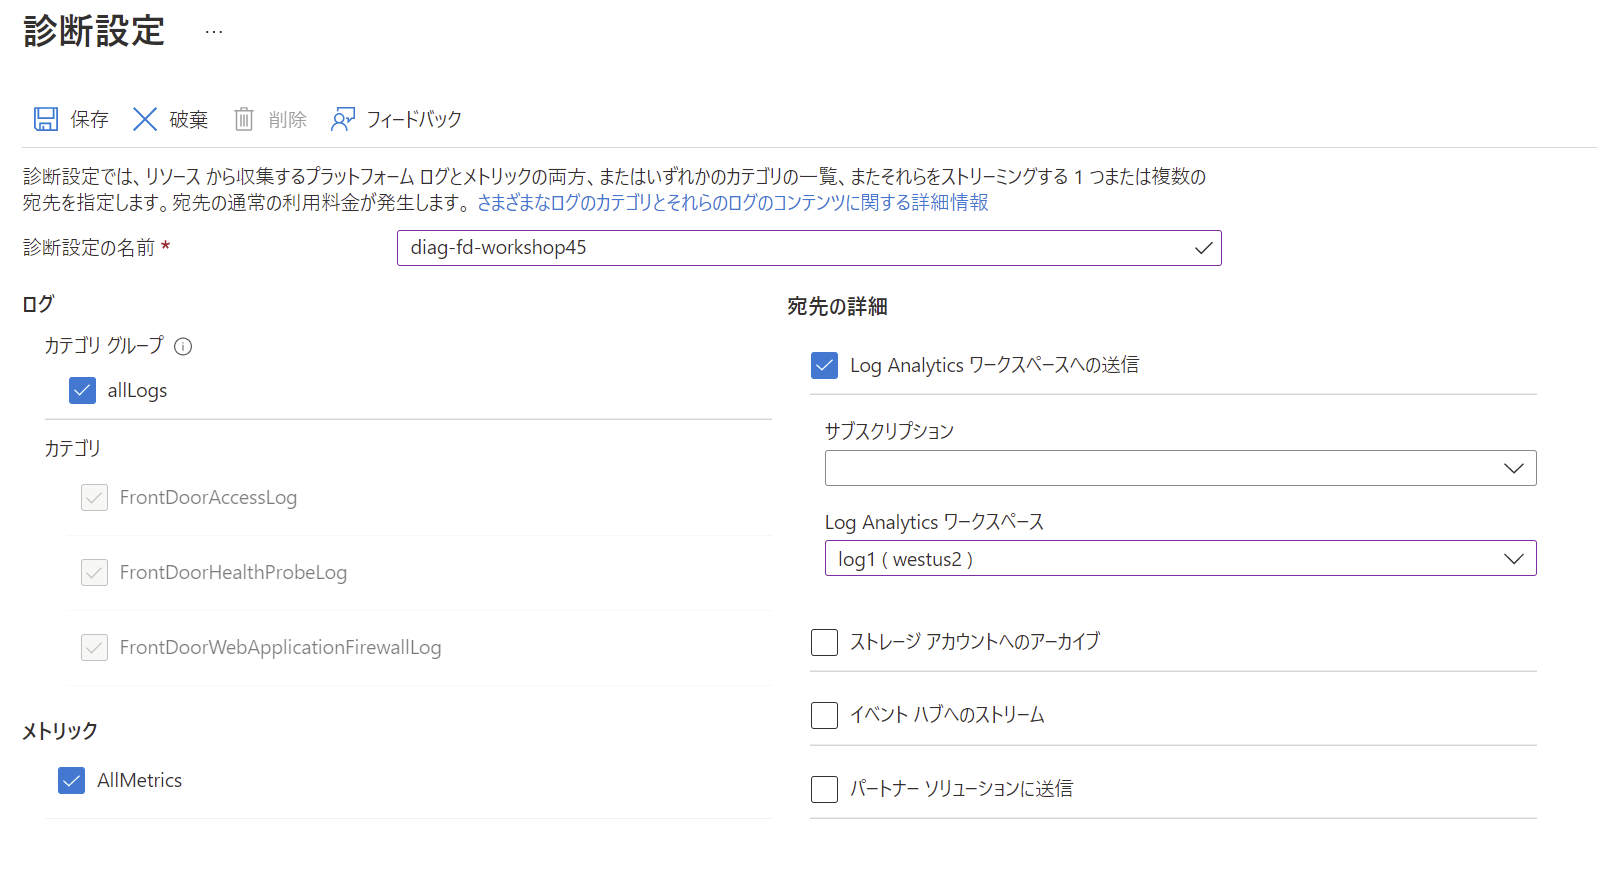 診断設定 …
保存 破棄 削除 フィードバック
診断設定では、リソース から収集するプラットフォーム ログとメトリックの両方、またはいずれかのカテゴリの一覧、またそれらをストリーミングする 1 つまたは複数の
宛先を指定します。宛先の通常の利用料金が発生します。 さまざまなログのカテゴリとそれらのログのコンテンツに関する詳細情報
診断設定の名前 *
diag-fd-workshop45
ログ
カテゴリ グループ
allLogs
カテゴリ
FrontDoorAccessLog
FrontDoorHealthProbeLog
FrontDoorWebApplicationFirewallLog
メトリック
AllMetrics
宛先の詳細
Log Analytics ワークスペースへの送信
サブスクリプション
Log Analytics ワークスペース
log1 ( westus2 )
ストレージ アカウントへのアーカイブ
イベント ハブへのストリーム
パートナー ソリューションに送信